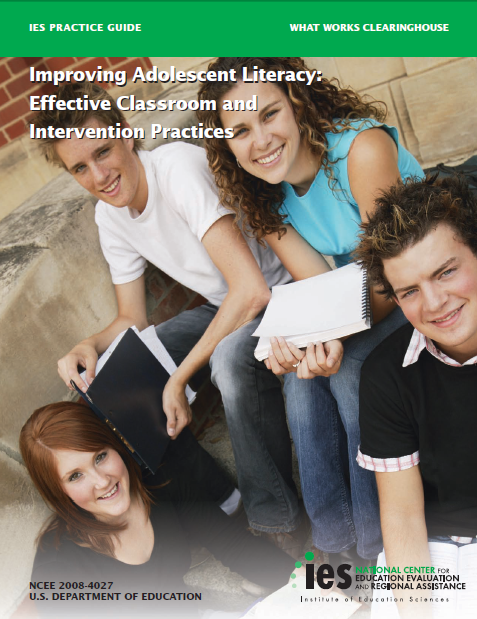 IES PRACTICE GUIDE
WHAT WORKS CLEARINGHOUSE
Improving Adolescent Literacy:
Effective Classroom and
Intervention Practices
NCEE 2008-4027
U.S. DEPARTMENT OF EDUCATION
ies
NATIONAL CENTER FOR
EDUCATION EVALUATION
AND REGIONAL ASSISTANCE
Institute of Education Sciences